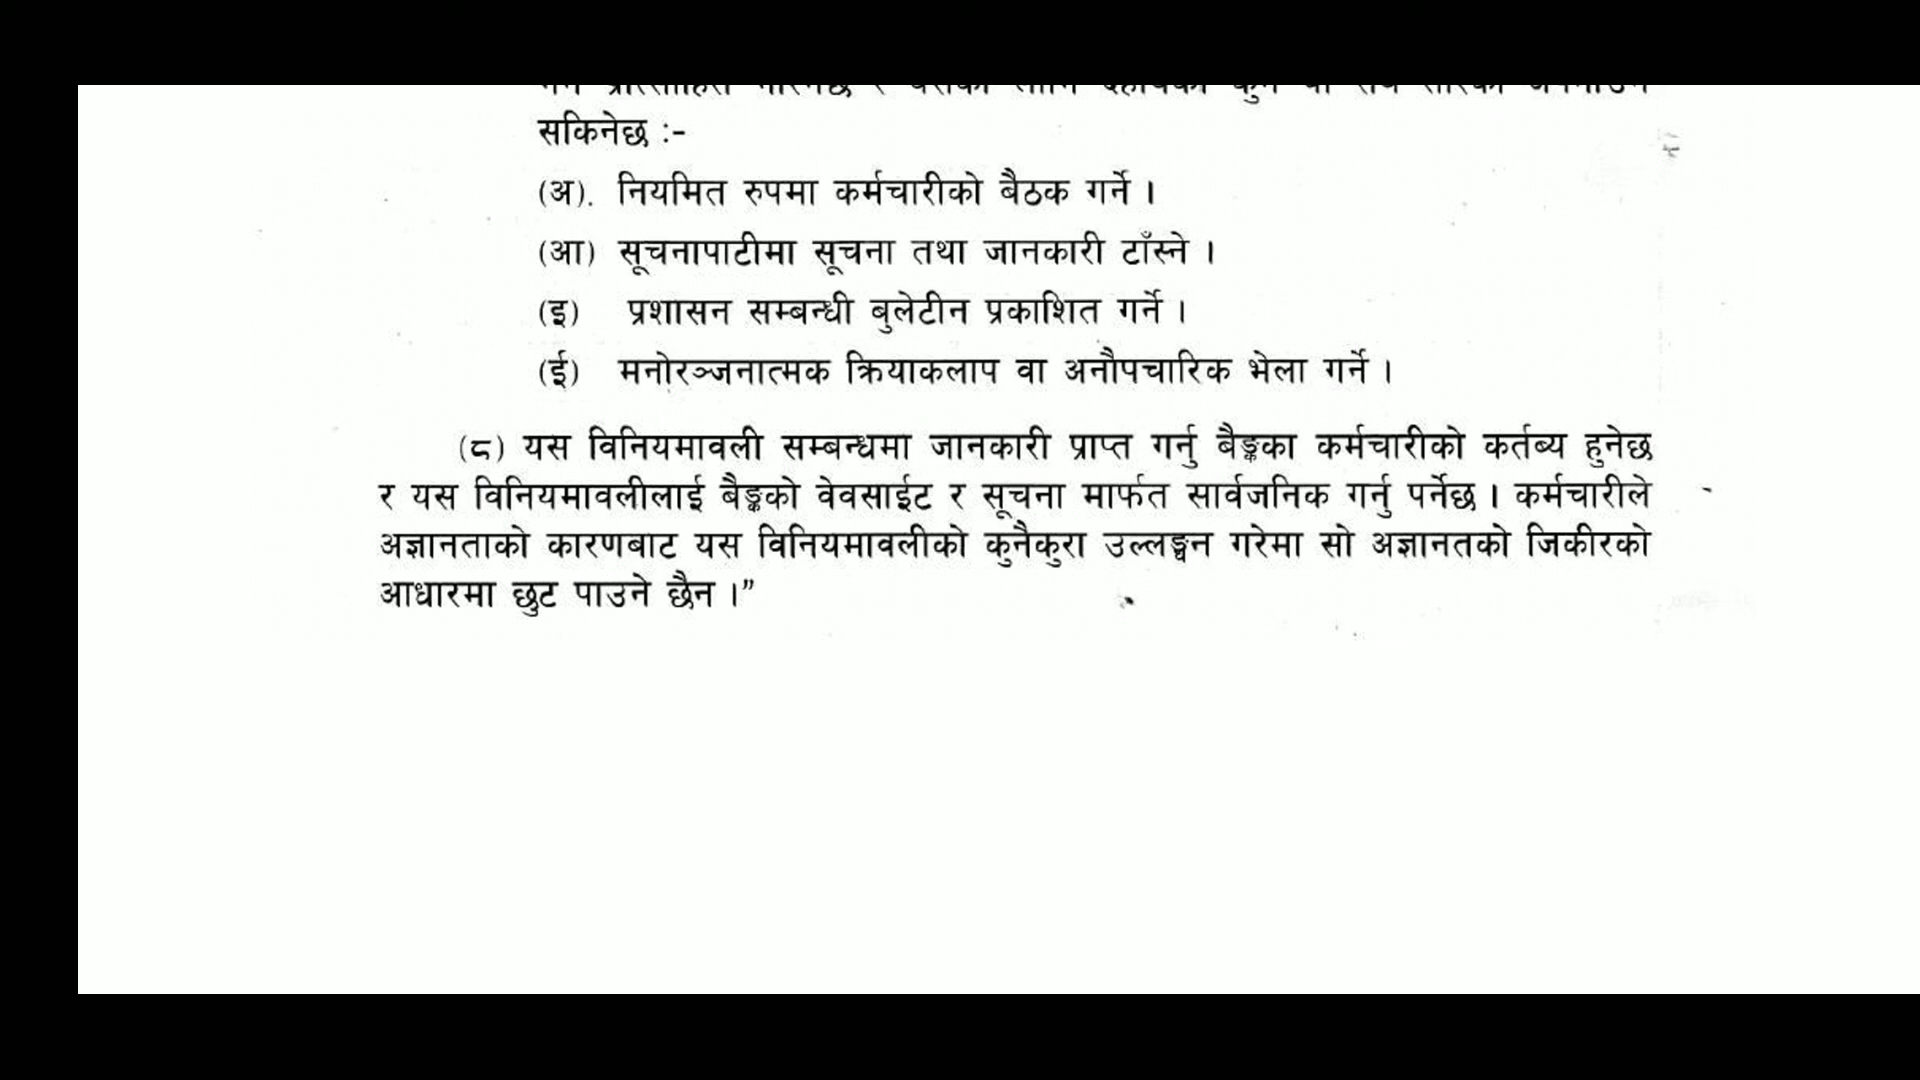 सकिनेछ :-
(अ). नियमित रुपमा कर्मचारीको बैठक गर्ने ।
(आ) सूचनापाटीमा सूचना तथा जानकारी टाँस्ने ।
(इ) प्रशासन सम्बन्धी बुलेटीन प्रकाशित गर्ने ।
(ई) मनोरञ्जनात्मक क्रियाकलाप वा अनौपचारिक भेला गर्ने ।
(८) यस विनियमावली सम्बन्धमा जानकारी प्राप्त गर्नु बैङ्कका कर्मचारीको कर्तब्य हुनेछ
र यस विनियमावलीलाई बैङ्कको वेवसाईट र सूचना मार्फत सार्वजनिक गर्नु पर्नेछ । कर्मचारीले
अज्ञानताको कारणबाट यस विनियमावलीको कुनैकुरा उल्लङ्घन गरेमा सो अज्ञानतको जिकीरको
आधारमा छुट पाउने छैन ।”